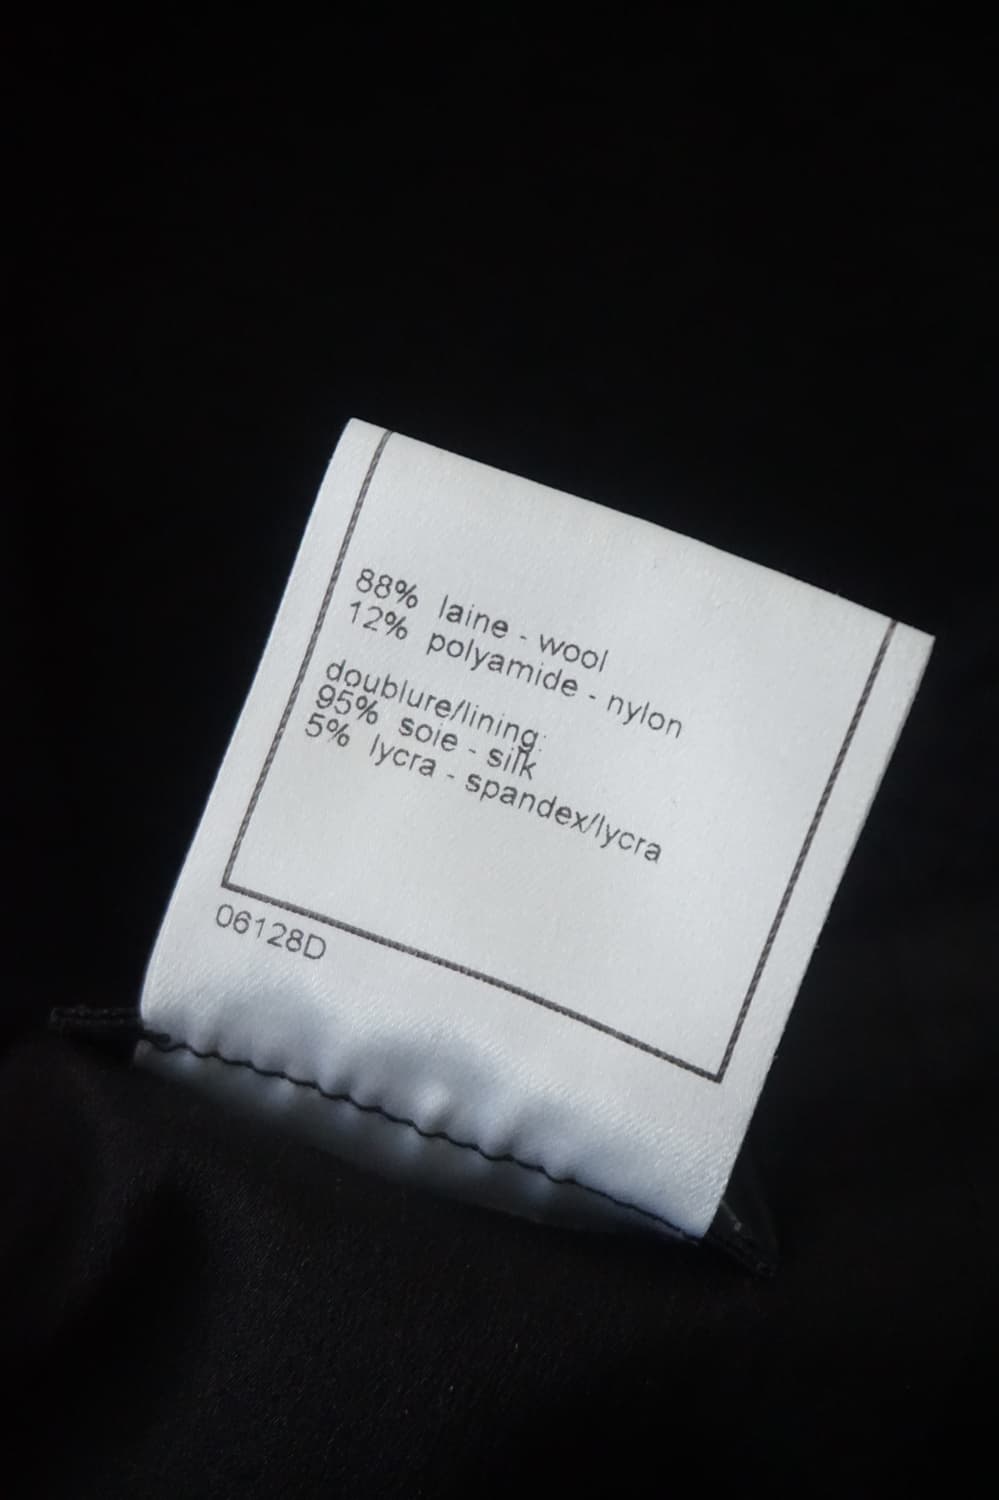 88% laine - wool
12% polyamide - nylon
doublure/lining:
95% soie - silk
5% lycra - spandex/lycra
06128D